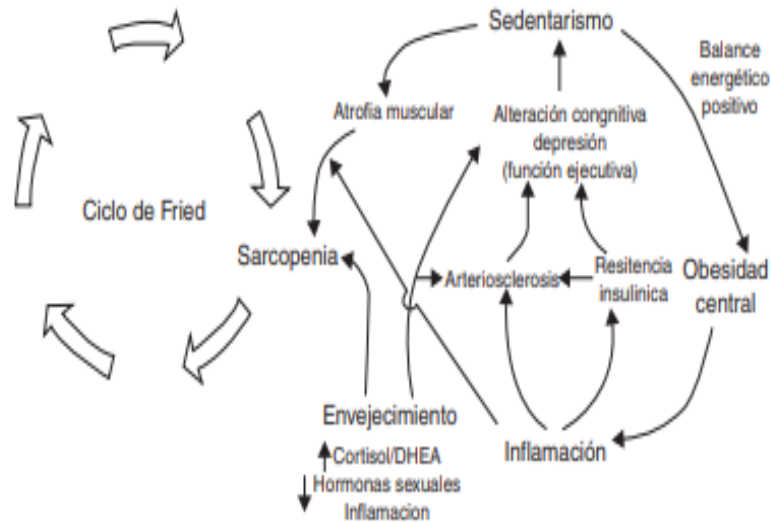 Sedentarismo
Balance
energético
positivo
Atrofia muscular
Alteración congnitiva
depresión
(función ejecutiva)
Ciclo de Fried
Sarcopenia
Arteriosclerosis
Resitencia
insulinica
Obesidad
central
Envejecimiento
Cortisol/DHEA
Hormonas sexuales
Inflamacion
Inflamación